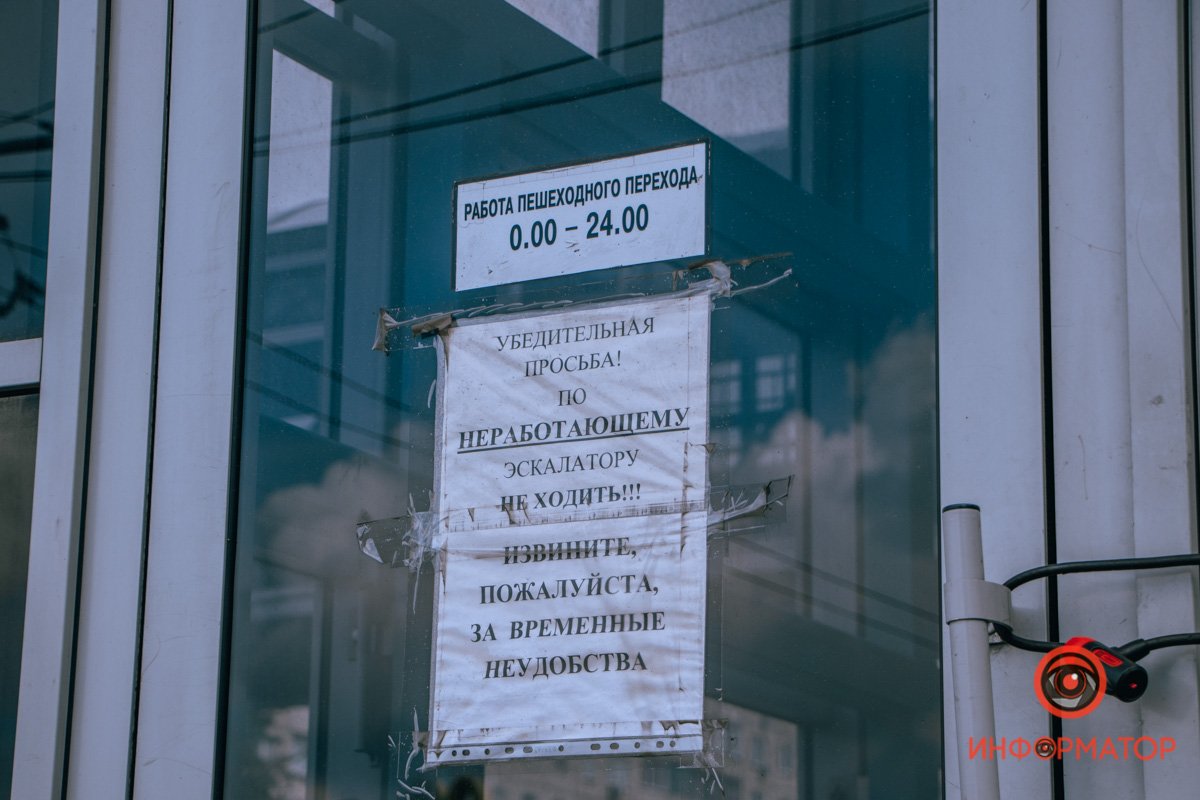 РАБОТА ПЕШЕХОДНОГО ПЕРЕХОДА
0.00 – 24.00
УБЕДИТЕЛЬНАЯ
ПРОСЬБА!
ПО
НЕРАБОТАЮЩЕМУ
ЭСКАЛАТОРУ
НЕ ХОДИТЬ!!!
ИЗВИНИТЕ,
ПОЖАЛУЙСТА,
ЗА ВРЕМЕННЫЕ
НЕУДОБСТВА
ИНФОРМАТОР